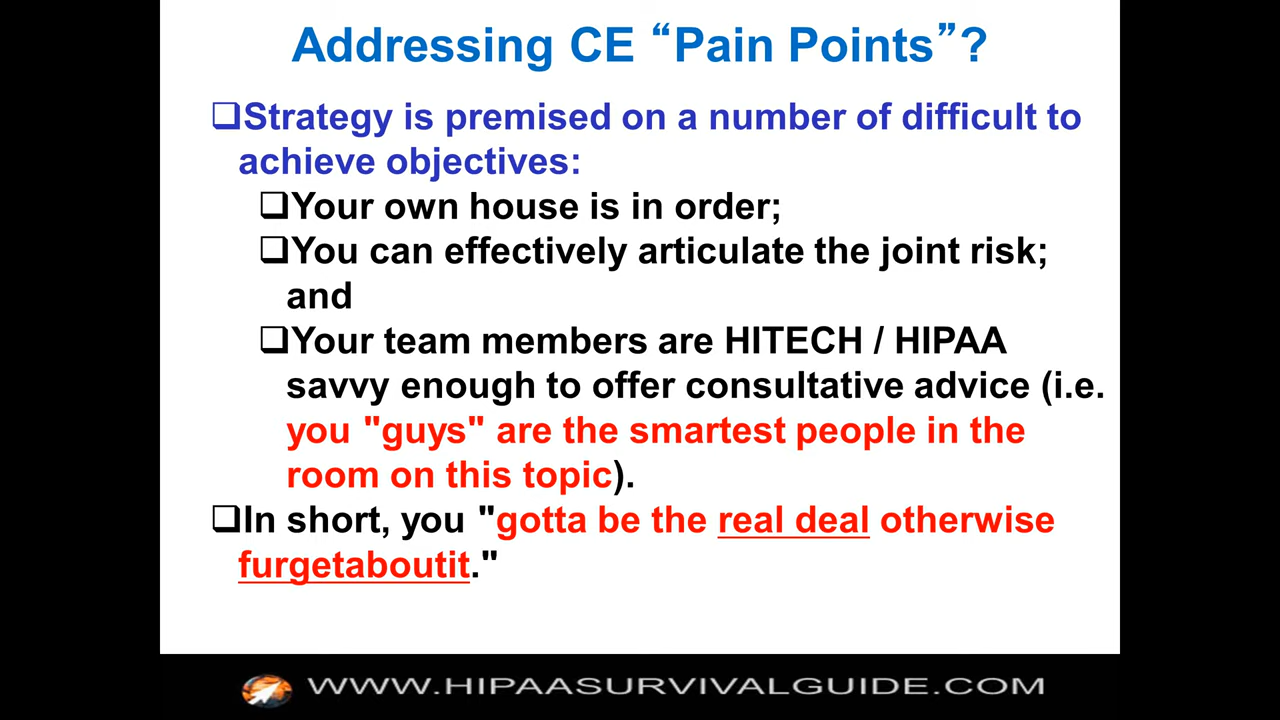 Addressing CE “Pain Points”?
❑Strategy is premised on a number of difficult to
achieve objectives:
❑Your own house is in order;
❑You can effectively articulate the joint risk;
and
❑Your team members are HITECH / HIPAA
savvy enough to offer consultative advice (i.e.
you "guys" are the smartest people in the
room on this topic).
❑In short, you "gotta be the real deal otherwise
furgetaboutit."
WWW.HIPAASURVIVALGUIDE.COM